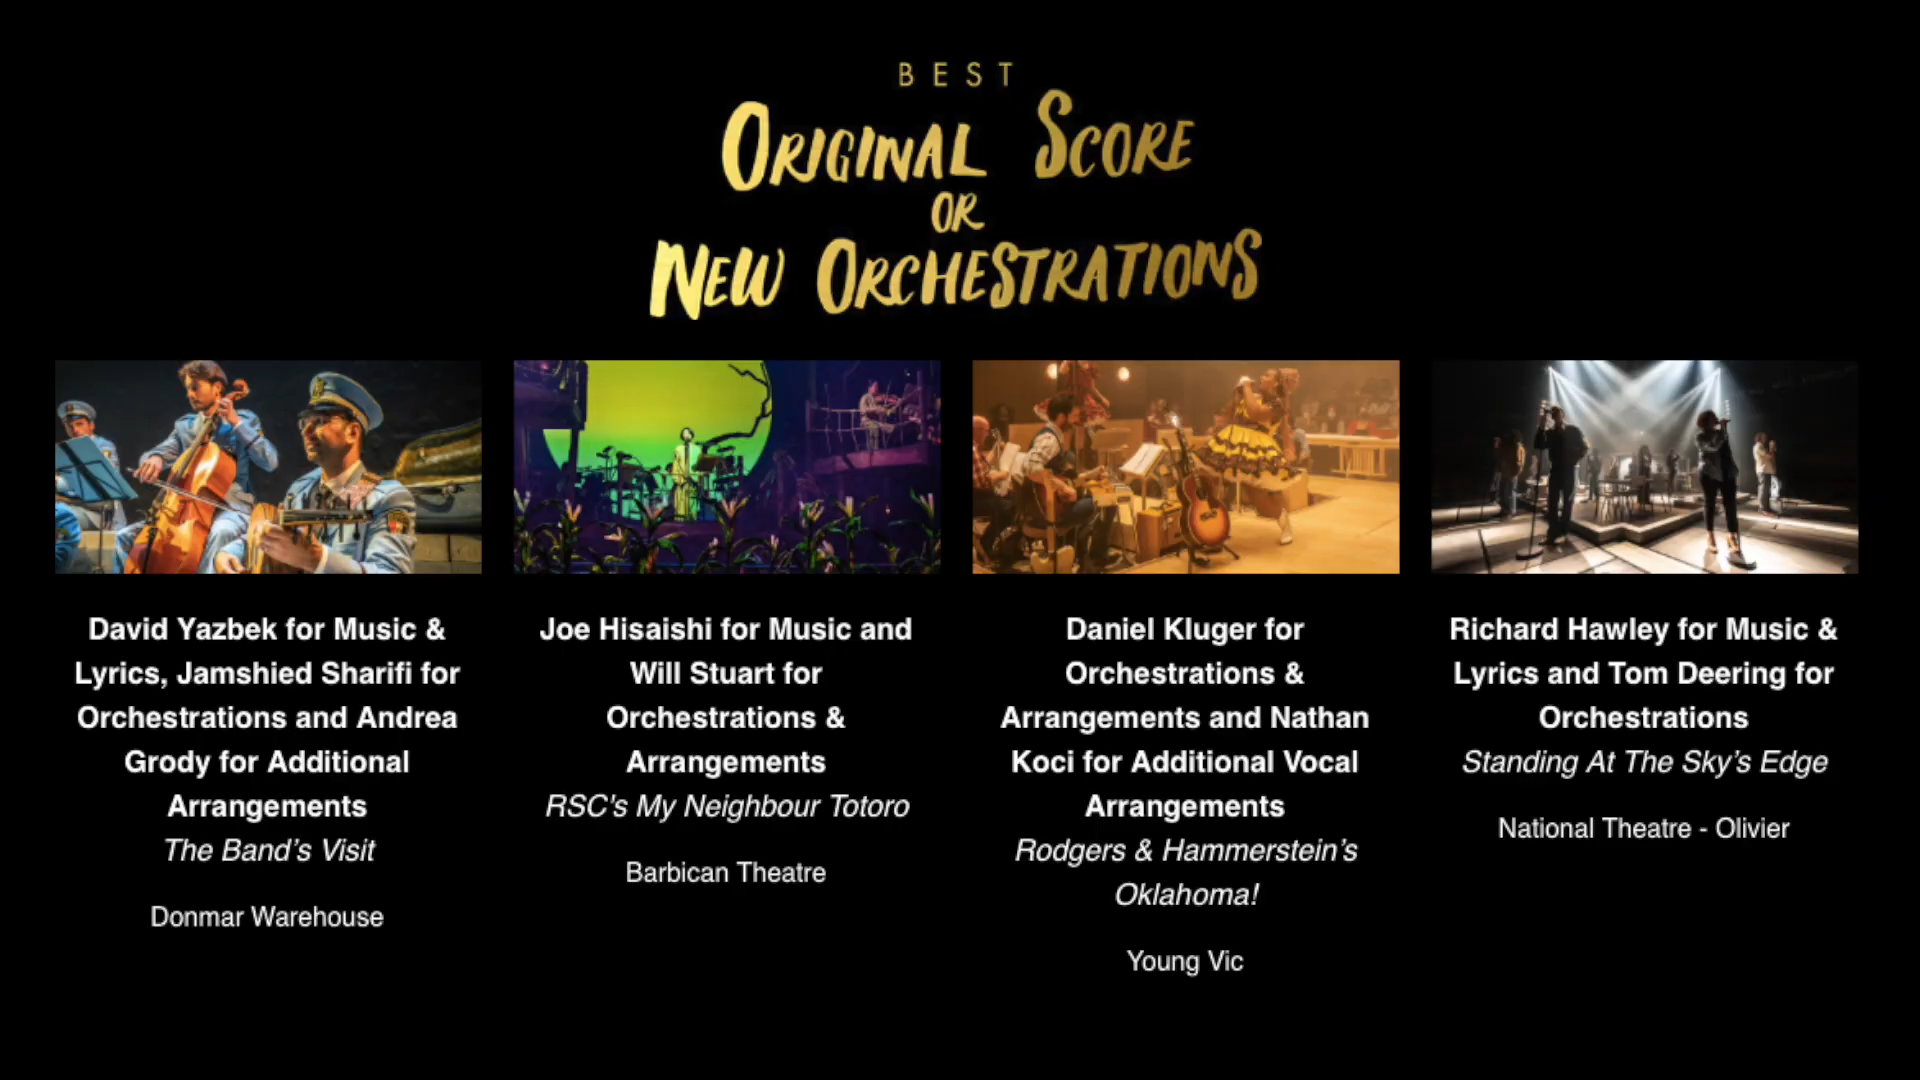 BEST
ORIGINAL SCORE
OR
NEW ORCHESTRATIONS
David Yazbek for Music &
Lyrics, Jamshied Sharifi for
Orchestrations and Andrea
Grody for Additional
Arrangements
The Band’s Visit
Donmar Warehouse
Joe Hisaishi for Music and
Will Stuart for
Orchestrations &
Arrangements
RSC's My Neighbour Totoro
Barbican Theatre
Daniel Kluger for
Orchestrations &
Arrangements and Nathan
Koci for Additional Vocal
Arrangements
Rodgers & Hammerstein’s
Oklahoma!
Young Vic
Richard Hawley for Music &
Lyrics and Tom Deering for
Orchestrations
Standing At The Sky’s Edge
National Theatre - Olivier